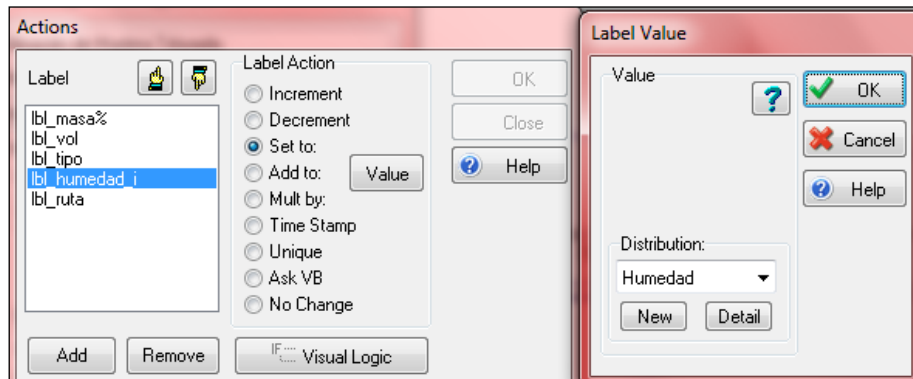 Actions
Label
lbl_masa%
lbl_vol
lbl_tipo
lbl_humedad_i
lbl_ruta
Add
Remove
Label Action
Increment
Decrement
Set to:
Add to:
Value
Mult by:
Time Stamp
Unique
Ask VB
No Change
IF
Visual Logic
OK
Close
? Help
Label Value
Value
?
OK
Cancel
? Help
Distribution:
Humedad
New
Detail